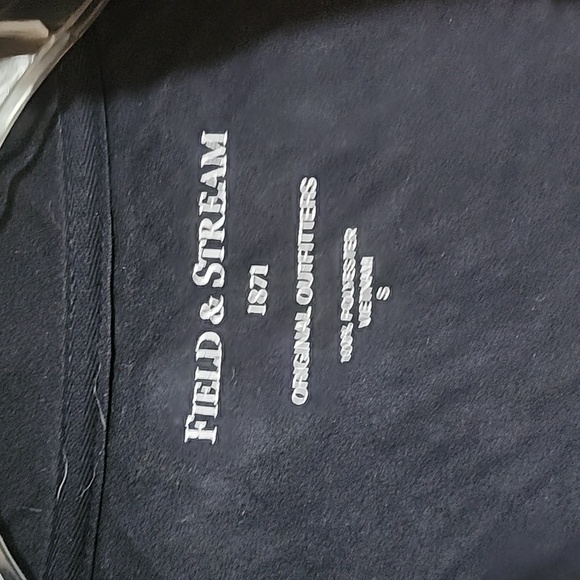 FIELD & STREAM
1871
ORIGINAL OUTFITTERS
100% POLYESTER
VIETNAM
S